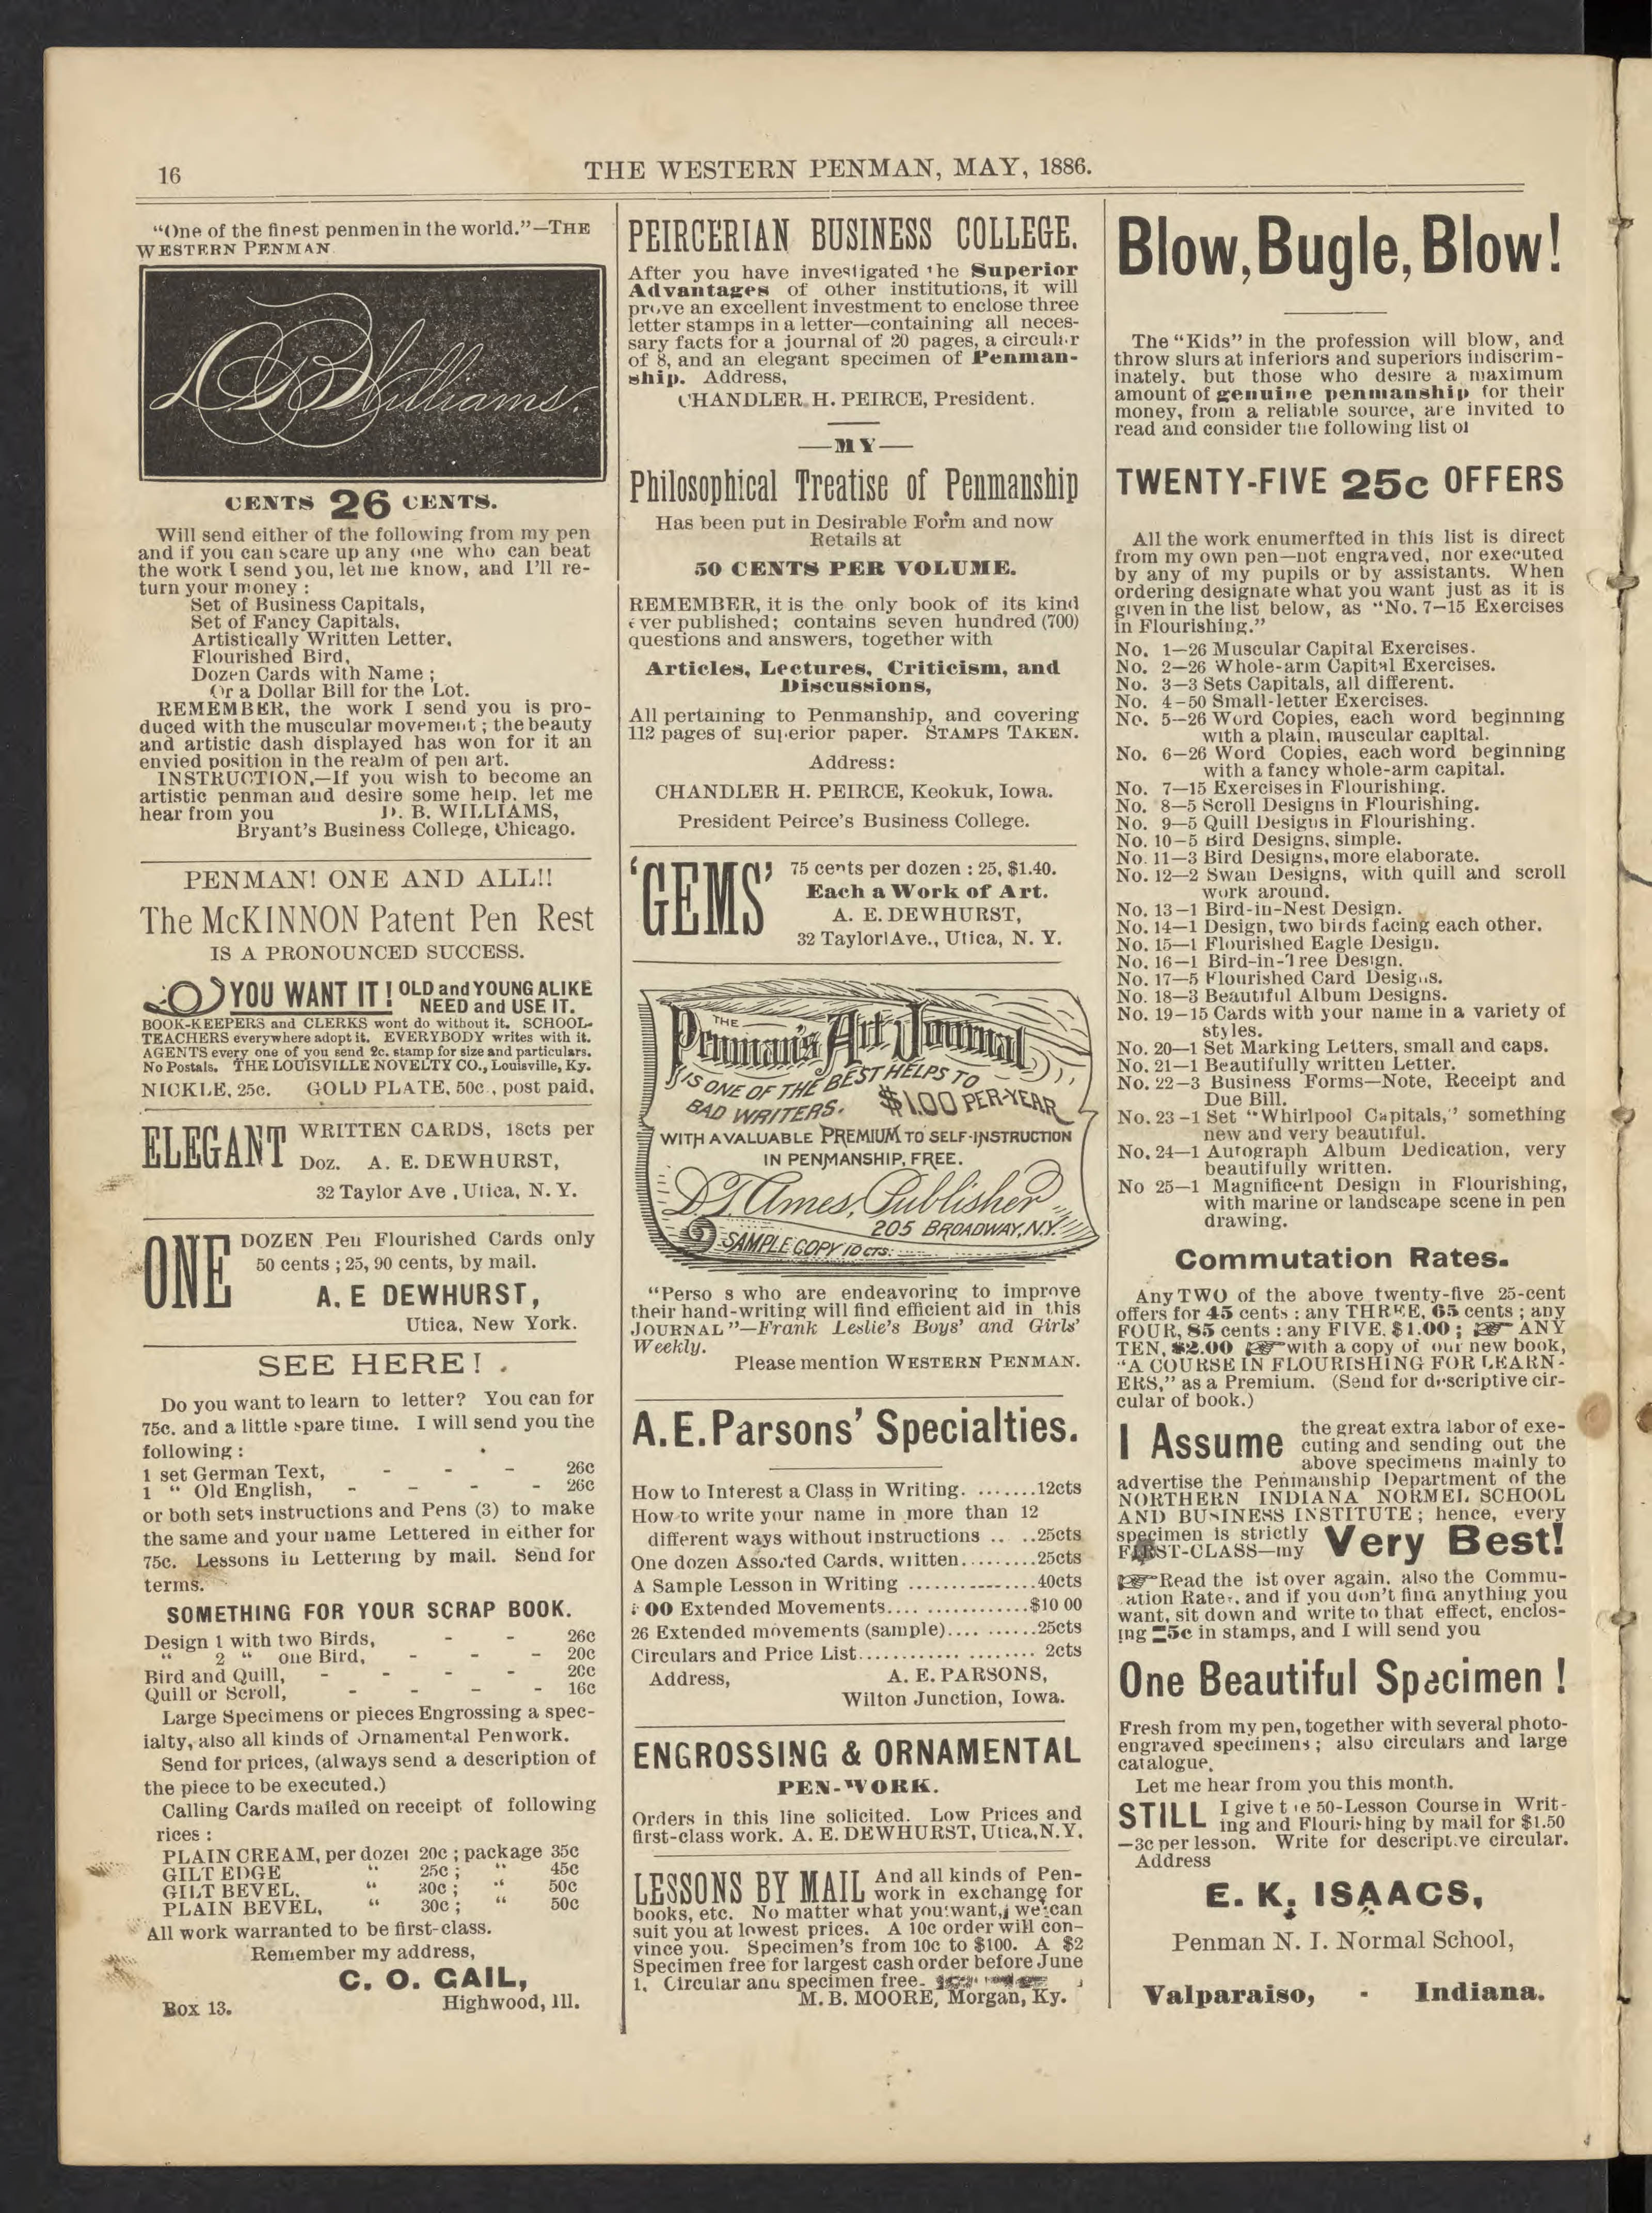 16
THE WESTERN PENMAN, MAY, 1886.
"One of the finest penmen in the world."—THE
WESTERN PENMAN
D B Williams.
CENTS 26 CENTS.
Will send either of the following from my pen
and if you can scare up any one who can beat
the work I send you, let me know, and I'll re-
turn your money :
Set of Business Capitals,
Set of Fancy Capitals,
Artistically Written Letter,
Flourished Bird,
Dozen Cards with Name ;
Or a Dollar Bill for the Lot.
REMEMBER, the work I send you is pro-
duced with the muscular movement ; the beauty
and artistic dash displayed has won for it an
envied position in the realm of pen art.
INSTRUCTION,—If you wish to become an
artistic penman and desire some help. let me
hear from you D. B. WILLIAMS,
Bryant's Business College, Chicago.
PENMAN! ONE AND ALL!!
The McKINNON Patent Pen Rest
IS A PRONOUNCED SUCCESS.
YOU WANT IT! OLD and YOUNG ALIKE
NEED and USE IT.
BOOK-KEEPERS and CLERKS wont do without it. SCHOOL-
TEACHERS everywhere adopt it. EVERYBODY writes with it.
AGENTS every one of you send 2c. stamp for size and particulars.
No Postals. THE LOUISVILLE NOVELTY CO., Louisville, Ky.
NICKLE, 25c. GOLD PLATE, 50c., post paid.
ELEGANT WRITTEN CARDS, 18cts per
Doz. A. E. DEWHURST,
32 Taylor Ave , Utica, N. Y.
ONE DOZEN Pen Flourished Cards only
50 cents ; 25, 90 cents, by mail.
A. E DEWHURST,
Utica, New York.
SEE HERE! .
Do you want to learn to letter? You can for
75c. and a little spare time. I will send you the
following :
1 set German Text, - - - 26c
1 " Old English, - - - - 26c
or both sets instructions and Pens (3) to make
the same and your name Lettered in either for
75c. Lessons in Lettering by mail. Send for
terms.
SOMETHING FOR YOUR SCRAP BOOK.
Design 1 with two Birds, - - 26c
" 2 " one Bird, - - - 20c
Bird and Quill, - - - - 20c
Quill or Scroll, - - - - 16c
Large Specimens or pieces Engrossing a spec-
ialty, also all kinds of Ornamental Penwork.
Send for prices, (always send a description of
the piece to be executed.)
Calling Cards mailed on receipt of following
rices :
PLAIN CREAM, per dozen 20c ; package 35c
GILT EDGE " 25c ; " 45c
GILT BEVEL, " 30c ; " 50c
PLAIN BEVEL, " 30c ; " 50c
All work warranted to be first-class.
Remember my address,
C. O. GAIL,
Box 13. Highwood, Ill.
PEIRCERIAN BUSINESS COLLEGE.
After you have investigated the Superior
Advantages of other institutions, it will
prove an excellent investment to enclose three
letter stamps in a letter—containing all neces-
sary facts for a journal of 20 pages, a circular
of 8, and an elegant specimen of Penman-
ship. Address,
CHANDLER H. PEIRCE, President.
—MY—
Philosophical Treatise of Penmanship
Has been put in Desirable Form and now
Retails at
50 CENTS PER VOLUME.
REMEMBER, it is the only book of its kind
ever published; contains seven hundred (700)
questions and answers, together with
Articles, Lectures, Criticism, and
Discussions,
All pertaining to Penmanship, and covering
112 pages of superior paper. STAMPS TAKEN.
Address:
CHANDLER H. PEIRCE, Keokuk, Iowa.
President Peirce's Business College.
'GEMS' 75 cents per dozen : 25, $1.40.
Each a Work of Art.
A. E. DEWHURST,
32 Taylor Ave., Utica, N. Y.
THE
Penman's Art Journal
IS ONE OF THE BEST HELPS TO
BAD WRITERS. $1.00 PER-YEAR
WITH A VALUABLE PREMIUM TO SELF-INSTRUCTION
IN PENMANSHIP, FREE.
D.T. Ames, Publisher
205 BROADWAY, N.Y.
SAMPLE COPY 10 CTS.
"Perso s who are endeavoring to improve
their hand-writing will find efficient aid in this
JOURNAL"—Frank Leslie's Boys' and Girls'
Weekly.
Please mention WESTERN PENMAN.
A. E. Parsons' Specialties.
How to Interest a Class in Writing. ........12cts
How to write your name in more than 12
different ways without instructions .. ..25cts
One dozen Assorted Cards, written.........25cts
A Sample Lesson in Writing ................40cts
00 Extended Movements.... .............$10 00
26 Extended movements (sample).... ......25cts
Circulars and Price List............ ......... 2cts
Address, A. E. PARSONS,
Wilton Junction, Iowa.
ENGROSSING & ORNAMENTAL
PEN-WORK.
Orders in this line solicited. Low Prices and
first-class work. A. E. DEWHURST, Utica, N.Y.
LESSONS BY MAIL And all kinds of Pen-
work in exchange for
books, etc. No matter what you want, we can
suit you at lowest prices. A 10c order will con-
vince you. Specimen's from 10c to $100. A $2
Specimen free for largest cash order before June
1. Circular and specimen free.
M. B. MOORE, Morgan, Ky.
Blow, Bugle, Blow!
The "Kids" in the profession will blow, and
throw slurs at inferiors and superiors indiscrim-
inately. but those who desire a maximum
amount of genuine penmanship for their
money, from a reliable source, are invited to
read and consider the following list of
TWENTY-FIVE 25c OFFERS
All the work enumerfted in this list is direct
from my own pen—not engraved, nor executed
by any of my pupils or by assistants. When
ordering designate what you want just as it is
given in the list below, as "No. 7—15 Exercises
in Flourishing."
No. 1—26 Muscular Capital Exercises.
No. 2—26 Whole-arm Capital Exercises.
No. 3—3 Sets Capitals, all different.
No. 4—50 Small-letter Exercises.
No. 5—26 Word Copies, each word beginning
with a plain, muscular capital.
No. 6—26 Word Copies, each word beginning
with a fancy whole-arm capital.
No. 7—15 Exercises in Flourishing.
No. 8—5 Scroll Designs in Flourishing.
No. 9—5 Quill Designs in Flourishing.
No. 10—5 Bird Designs, simple.
No. 11—3 Bird Designs, more elaborate.
No. 12—2 Swan Designs, with quill and scroll
work around.
No. 13—1 Bird-in-Nest Design.
No. 14—1 Design, two birds facing each other.
No. 15—1 Flourished Eagle Design.
No. 16—1 Bird-in-Tree Design.
No. 17—5 Flourished Card Designs.
No. 18—3 Beautiful Album Designs.
No. 19—15 Cards with your name in a variety of
styles.
No. 20—1 Set Marking Letters, small and caps.
No. 21—1 Beautifully written Letter.
No. 22—3 Business Forms—Note, Receipt and
Due Bill.
No. 23—1 Set "Whirlpool Capitals," something
new and very beautiful.
No. 24—1 Autograph Album Dedication, very
beautifully written.
No 25—1 Magnificent Design in Flourishing,
with marine or landscape scene in pen
drawing.
Commutation Rates.
Any TWO of the above twenty-five 25-cent
offers for 45 cents : any THREE, 65 cents ; any
FOUR, 85 cents : any FIVE, $1.00 ; ☞ ANY
TEN, $2.00 ☞ with a copy of our new book,
"A COURSE IN FLOURISHING FOR LEARN-
ERS," as a Premium. (Send for descriptive cir-
cular of book.)
I Assume the great extra labor of exe-
cuting and sending out the
above specimens mainly to
advertise the Penmanship Department of the
NORTHERN INDIANA NORMEL SCHOOL
AND BUSINESS INSTITUTE ; hence, every
specimen is strictly
FIRST-CLASS—my Very Best!
☞ Read the ist over again. also the Commu-
ation Rates. and if you don't find anything you
want, sit down and write to that effect, enclos-
ing 25c in stamps, and I will send you
One Beautiful Specimen !
Fresh from my pen, together with several photo-
engraved specimens ; also circulars and large
catalogue.
Let me hear from you this month.
STILL I give t e 50-Lesson Course in Writ-
ing and Flourishing by mail for $1.50
—3c per lesson. Write for descriptive circular.
Address
E. K. ISAACS,
Penman N. I. Normal School,
Valparaiso, - Indiana.